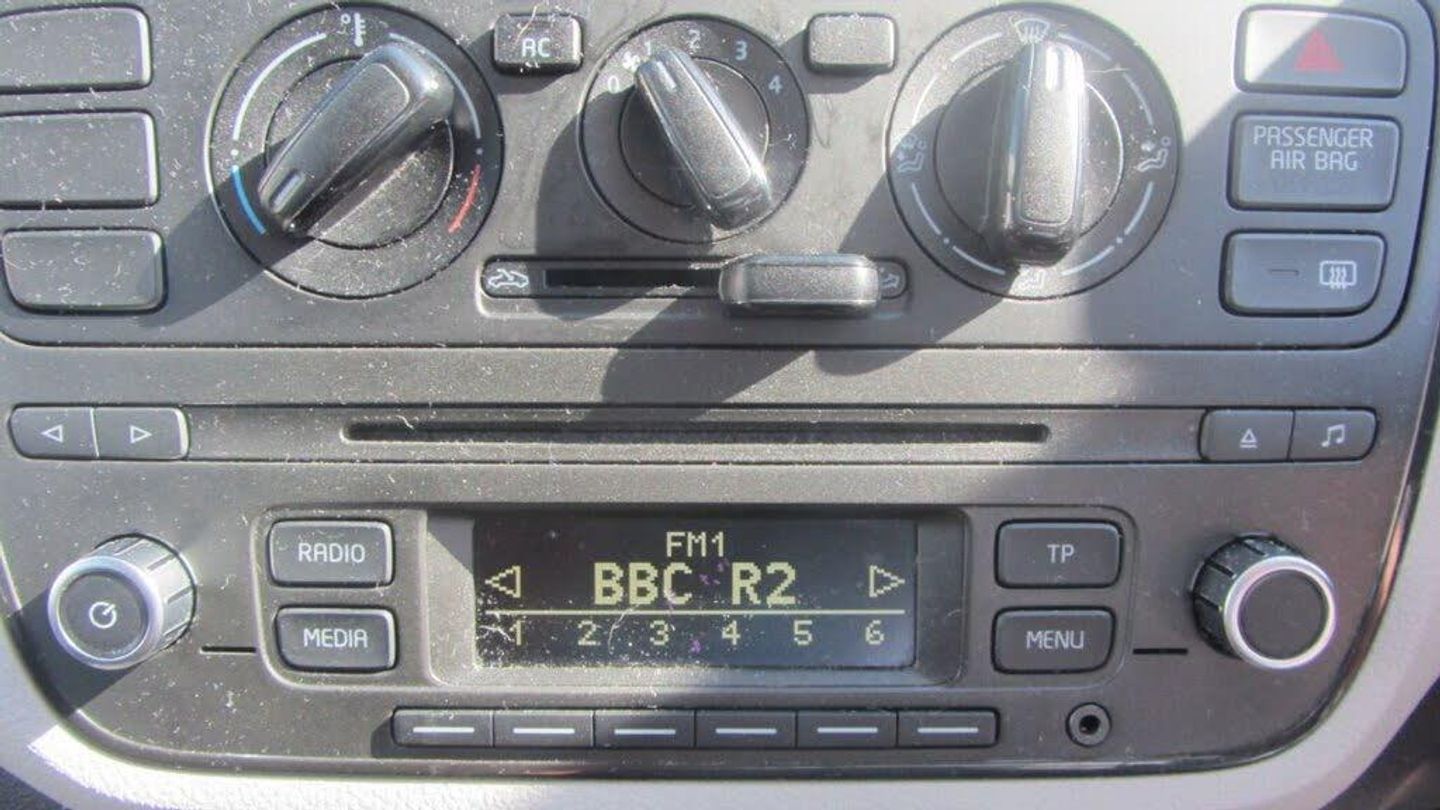 AC
0 1 2 3 4
PASSENGER
AIR BAG
RADIO
MEDIA
FM1
BBC R2
1 2 3 4 5 6
TP
MENU